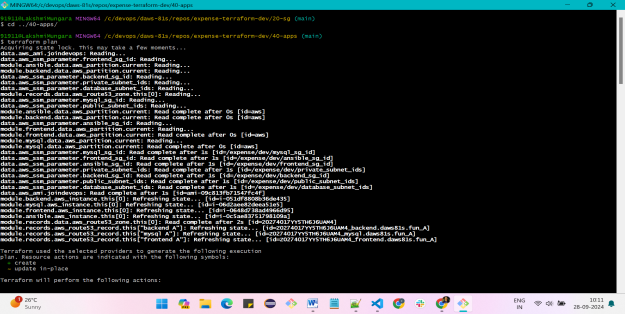 MINGW64:/c/devops/daws-81s/repos/expense-terraform-dev/40-apps
MINGW64 /c/devops/daws-81s/repos/expense-terraform-dev/20-sg (main)
$ cd ../40-apps/
MINGW64 /c/devops/daws-81s/repos/expense-terraform-dev/40-apps (main)
$ terraform plan
Acquiring state lock. This may take a few moments...
data.aws_ami.joindevops: Reading...
data.aws_ssm_parameter.frontend_sg_id: Reading...
module.ansible.data.aws_partition.current: Reading...
module.backend.data.aws_partition.current: Reading...
data.aws_ssm_parameter.backend_sg_id: Reading...
data.aws_ssm_parameter.private_subnet_ids: Reading...
data.aws_ssm_parameter.database_subnet_ids: Reading...
module.records.data.aws_route53_zone.this[0]: Reading...
data.aws_ssm_parameter.mysql_sg_id: Reading...
data.aws_ssm_parameter.public_subnet_ids: Reading...
module.ansible.data.aws_partition.current: Read complete after 0s [id=aws]
module.backend.data.aws_partition.current: Read complete after 0s [id=aws]
data.aws_ssm_parameter.ansible_sg_id: Reading...
module.frontend.data.aws_partition.current: Reading...
module.frontend.data.aws_partition.current: Read complete after 0s [id=aws]
module.mysql.data.aws_partition.current: Reading...
module.mysql.data.aws_partition.current: Read complete after 0s [id=aws]
data.aws_ssm_parameter.mysql_sg_id: Read complete after 1s [id=/expense/dev/mysql_sg_id]
data.aws_ssm_parameter.frontend_sg_id: Read complete after 1s [id=/expense/dev/frontend_sg_id]
data.aws_ssm_parameter.ansible_sg_id: Read complete after 1s [id=/expense/dev/ansible_sg_id]
data.aws_ssm_parameter.private_subnet_ids: Read complete after 1s [id=/expense/dev/private_subnet_ids]
data.aws_ssm_parameter.backend_sg_id: Read complete after 1s [id=/expense/dev/backend_sg_id]
data.aws_ssm_parameter.public_subnet_ids: Read complete after 1s [id=/expense/dev/public_subnet_ids]
data.aws_ssm_parameter.database_subnet_ids: Read complete after 1s [id=/expense/dev/database_subnet_ids]
data.aws_ami.joindevops: Read complete after 1s [id=ami-09c813fb71547fc4f]
module.backend.aws_instance.this[0]: Refreshing state... [id=i-051df8808b36de435]
module.mysql.aws_instance.this[0]: Refreshing state...
module.frontend.aws_instance.this[0]: Refreshing state...
module.ansible.aws_instance.this[0]: Refreshing state...
module.records.data.aws_route53_zone.this[0]: Read complete after 2s
module.records.aws_route53_record.this["backend A"]: Refreshing state...
module.records.aws_route53_record.this["mysql A"]: Refreshing state...
module.records.aws_route53_record.this["frontend A"]: Refreshing state...
Terraform used the selected providers to generate the following execution
plan. Resource actions are indicated with the following symbols:
+ create
~ update in-place
Terraform will perform the following actions:
26°C
Sunny
ENG
IN
10:11
26-09-2024